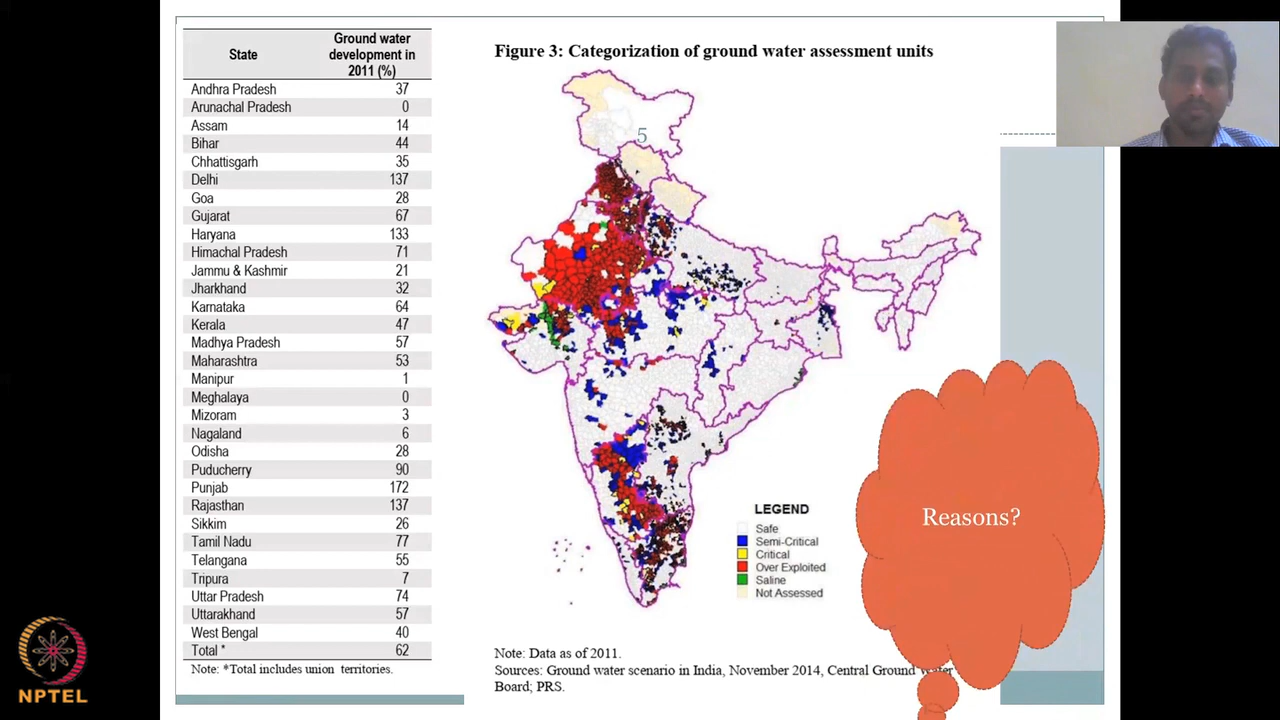 State
Ground water
development in
2011 (%)
Andhra Pradesh 37
Arunachal Pradesh 0
Assam 14
Bihar 44
Chhattisgarh 35
Delhi 137
Goa 28
Gujarat 67
Haryana 133
Himachal Pradesh 71
Jammu & Kashmir 21
Jharkhand 32
Karnataka 64
Kerala 47
Madhya Pradesh 57
Maharashtra 53
Manipur 1
Meghalaya 0
Mizoram 3
Nagaland 6
Odisha 28
Puducherry 90
Punjab 172
Rajasthan 137
Sikkim 26
Tamil Nadu 77
Telangana 55
Tripura 7
Uttar Pradesh 74
Uttarakhand 57
West Bengal 40
Total * 62
Note: *Total includes union territories.
Figure 3: Categorization of ground water assessment units
5
LEGEND
Safe
Semi-Critical
Critical
Over Exploited
Saline
Not Assessed
Note: Data as of 2011.
Sources: Ground water scenario in India, November 2014, Central Ground Water
Board; PRS.
Reasons?
NPTEL